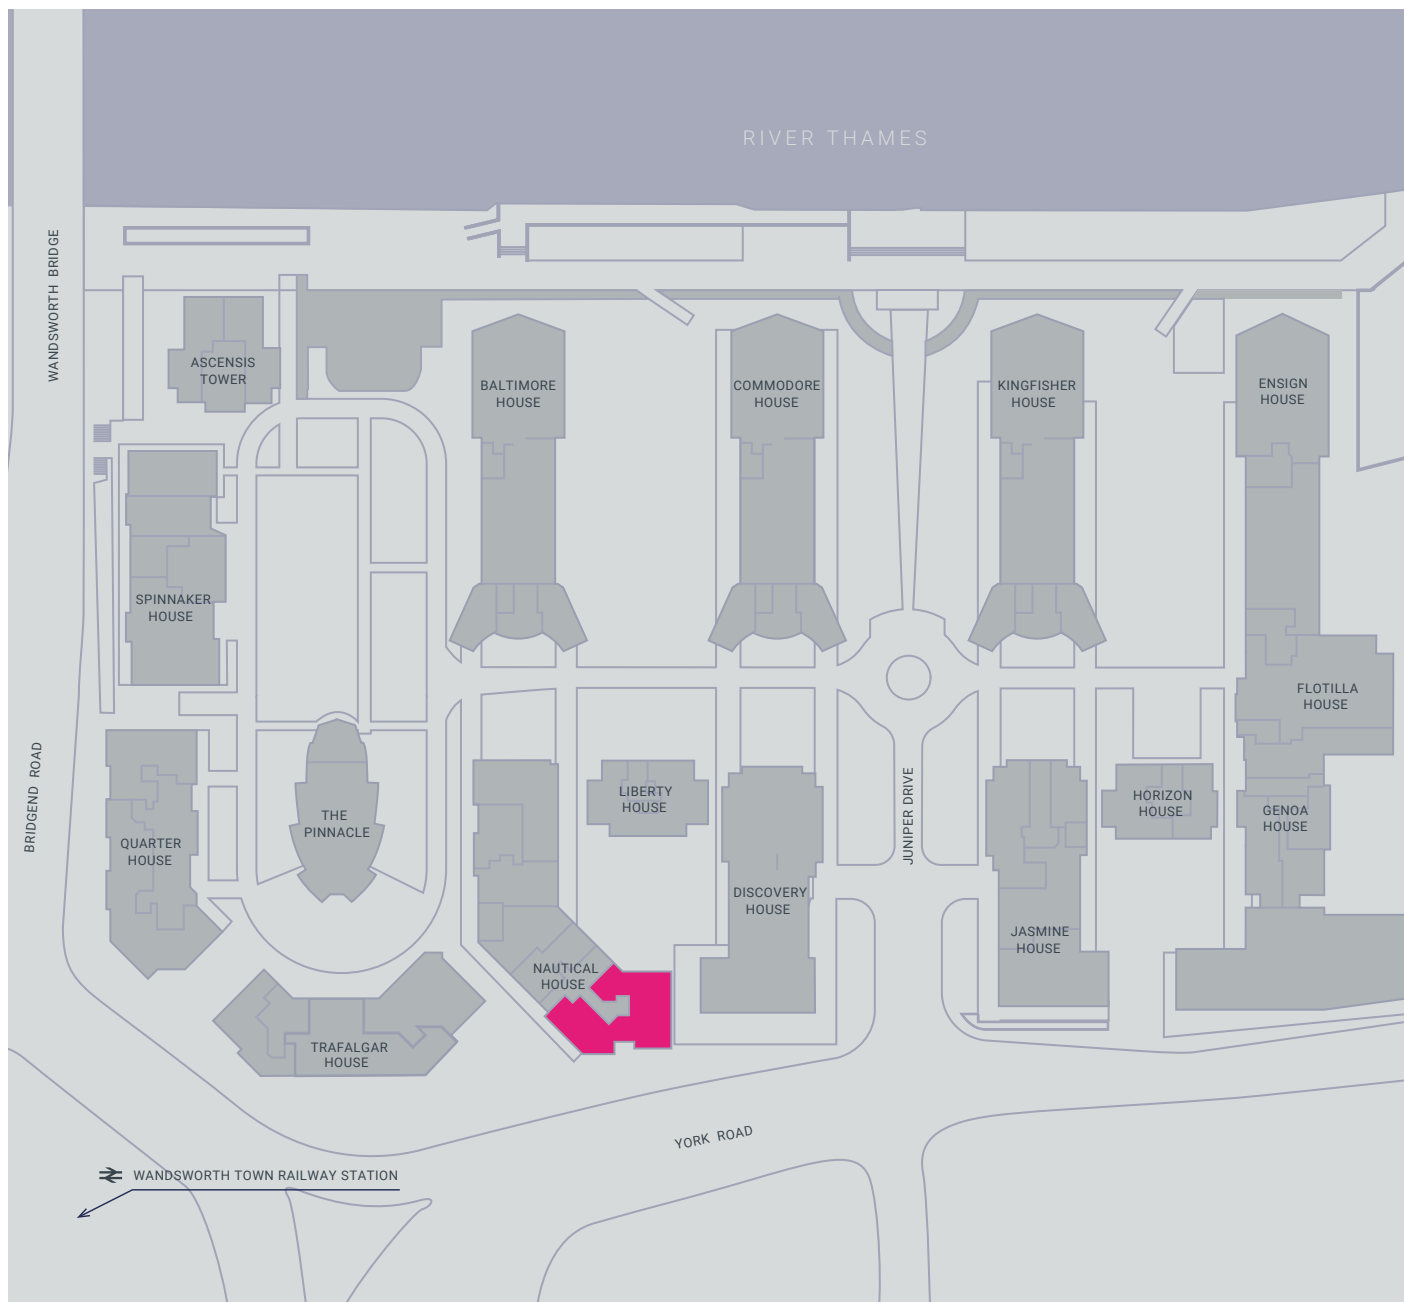 RIVER THAMES
WANDSWORTH BRIDGE
ASCENSIS
TOWER
BALTIMORE
HOUSE
COMMODORE
HOUSE
KINGFISHER
HOUSE
ENSIGN
HOUSE
SPINNAKER
HOUSE
FLOTILLA
HOUSE
BRIDGEND ROAD
QUARTER
HOUSE
THE
PINNACLE
LIBERTY
HOUSE
JUNIPER DRIVE
HORIZON
HOUSE
GENOA
HOUSE
DISCOVERY
HOUSE
JASMINE
HOUSE
NAUTICAL
HOUSE
TRAFALGAR
HOUSE
YORK ROAD
WANDSWORTH TOWN RAILWAY STATION